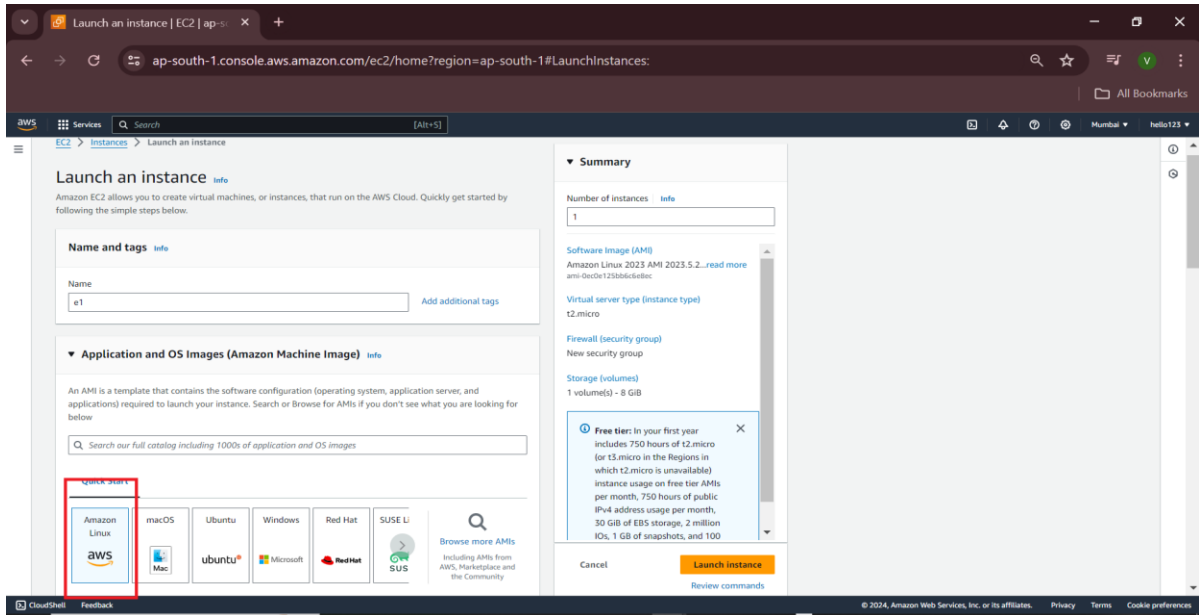 Launch an instance | EC2 | ap-so
ap-south-1.console.aws.amazon.com/ec2/home?region=ap-south-1#LaunchInstances:
V
All Bookmarks
aws
Services
Search
[Alt+S]
Mumbai
hello123
EC2 > Instances > Launch an instance
Launch an instance Info
Amazon EC2 allows you to create virtual machines, or instances, that run on the AWS Cloud. Quickly get started by
following the simple steps below.
Name and tags Info
Name
e1
Add additional tags
Application and OS Images (Amazon Machine Image) Info
An AMI is a template that contains the software configuration (operating system, application server, and
applications) required to launch your instance. Search or Browse for AMIs if you don't see what you are looking for
below
Search our full catalog including 1000s of application and OS images
Quick Start
Amazon
Linux
aws
macOS
Mac
Ubuntu
ubuntu
Windows
Microsoft
Red Hat
Red Hat
SUSE Li
SUS
Browse more AMIs
Including AMIs from
AWS, Marketplace and
the Community
Summary
Number of instances Info
1
Software Image (AMI)
Amazon Linux 2023 AMI 2023.5.2...read more
ami-0ec0e125bb6c6e8ec
Virtual server type (instance type)
t2.micro
Firewall (security group)
New security group
Storage (volumes)
1 volume(s) - 8 GiB
Free tier: In your first year
includes 750 hours of t2.micro
(or t3.micro in the Regions in
which t2.micro is unavailable)
instance usage on free tier AMIs
per month, 750 hours of public
IPv4 address usage per month,
30 GiB of EBS storage, 2 million
IOs, 1 GB of snapshots, and 100
Cancel
Launch instance
Review commands
CloudShell
Feedback
© 2024, Amazon Web Services, Inc. or its affiliates.
Privacy
Terms
Cookie preferences